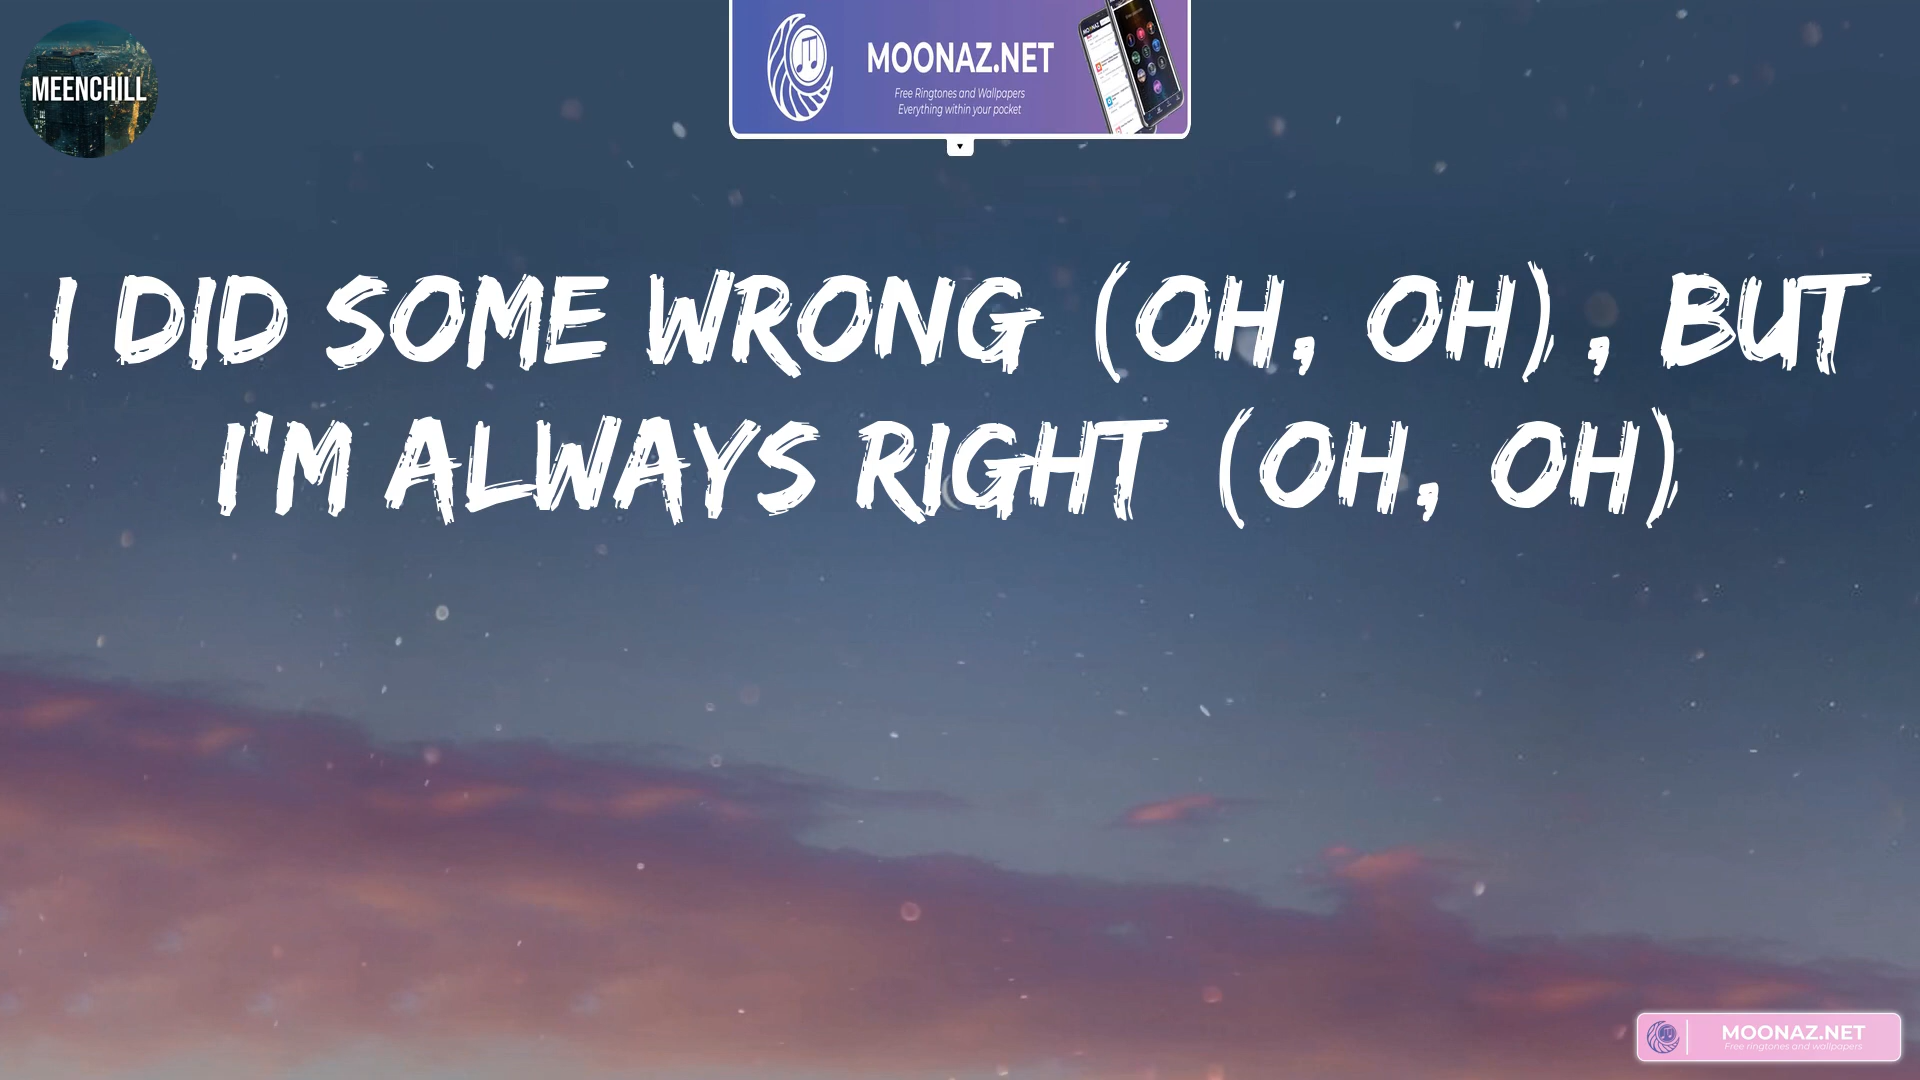 MEENCHILL
MOONAZ.NET
Free Ringtones and Wallpapers
Everything within your pocket
I DID SOME WRONG (OH, OH), BUT
I'M ALWAYS RIGHT (OH, OH)
MOONAZ.NET
Free ringtones and wallpapers